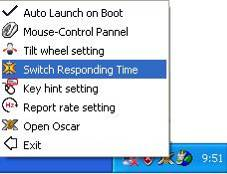 Auto Launch on Boot
Mouse-Control Pannel
Tilt wheel setting
Switch Responding Time
Key hint setting
Hz
Report rate setting
Open Oscar
Exit
9:51